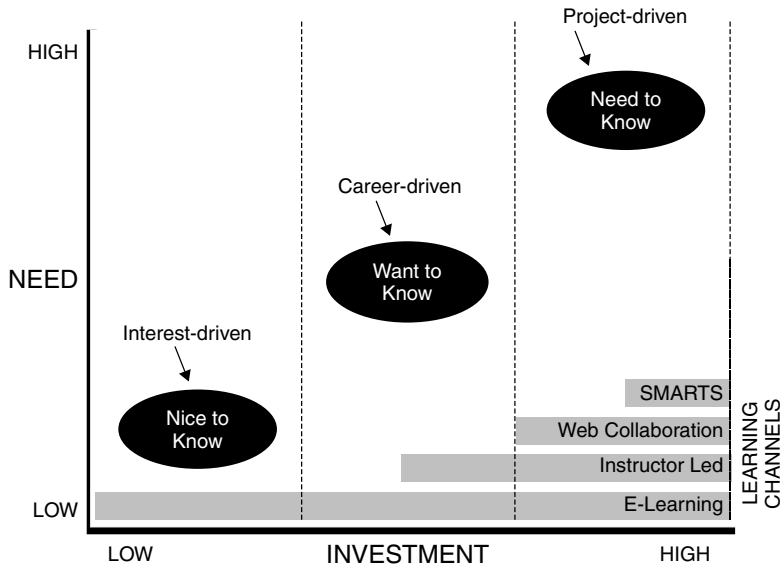 Project-driven
HIGH
Need to
Know
Career-driven
Want to
Know
NEED
Interest-driven
Nice to
Know
SMARTS
Web Collaboration
Instructor Led
E-Learning
LEARNING
CHANNELS
LOW
LOW
INVESTMENT
HIGH